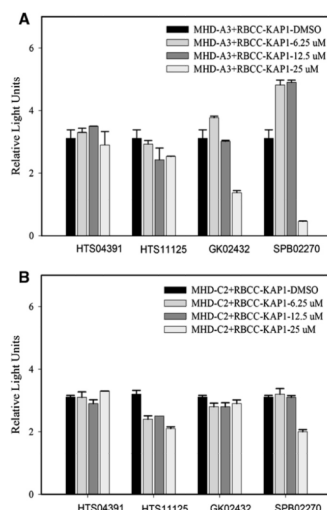 A
MHD-A3+RBCC-KAP1-DMSO
MHD-A3+RBCC-KAP1-6.25 uM
MHD-A3+RBCC-KAP1-12.5 uM
MHD-A3+RBCC-KAP1-25 uM
Relative Light Units
6
4
2
0
HTS04391 HTS11125 GK02432 SPB02270
B
MHD-C2+RBCC-KAP1-DMSO
MHD-C2+RBCC-KAP1-6.25 uM
MHD-C2+RBCC-KAP1-12.5 uM
MHD-C2+RBCC-KAP1-25 uM
Relative Light Units
6
4
2
0
HTS04391 HTS11125 GK02432 SPB02270